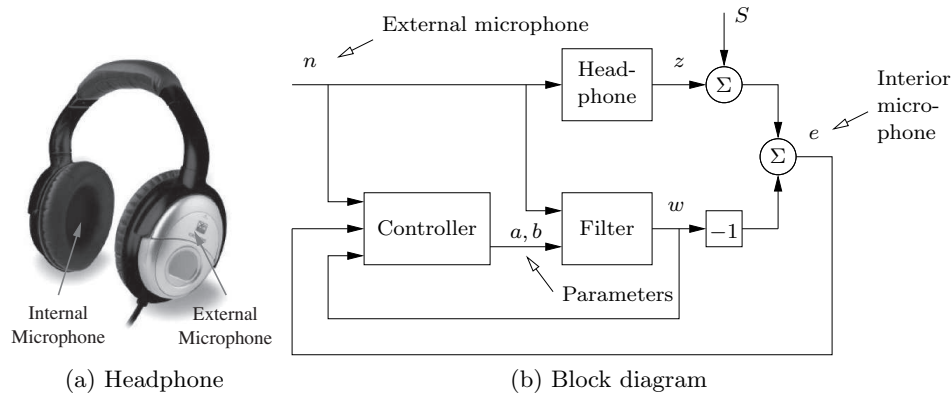 Internal
Microphone
External
Microphone
(a) Headphone
n
External microphone
Head-
phone
z
S
Σ
Interior
micro-
phone
e
Σ
Controller
a, b
Filter
w
−1
Parameters
(b) Block diagram